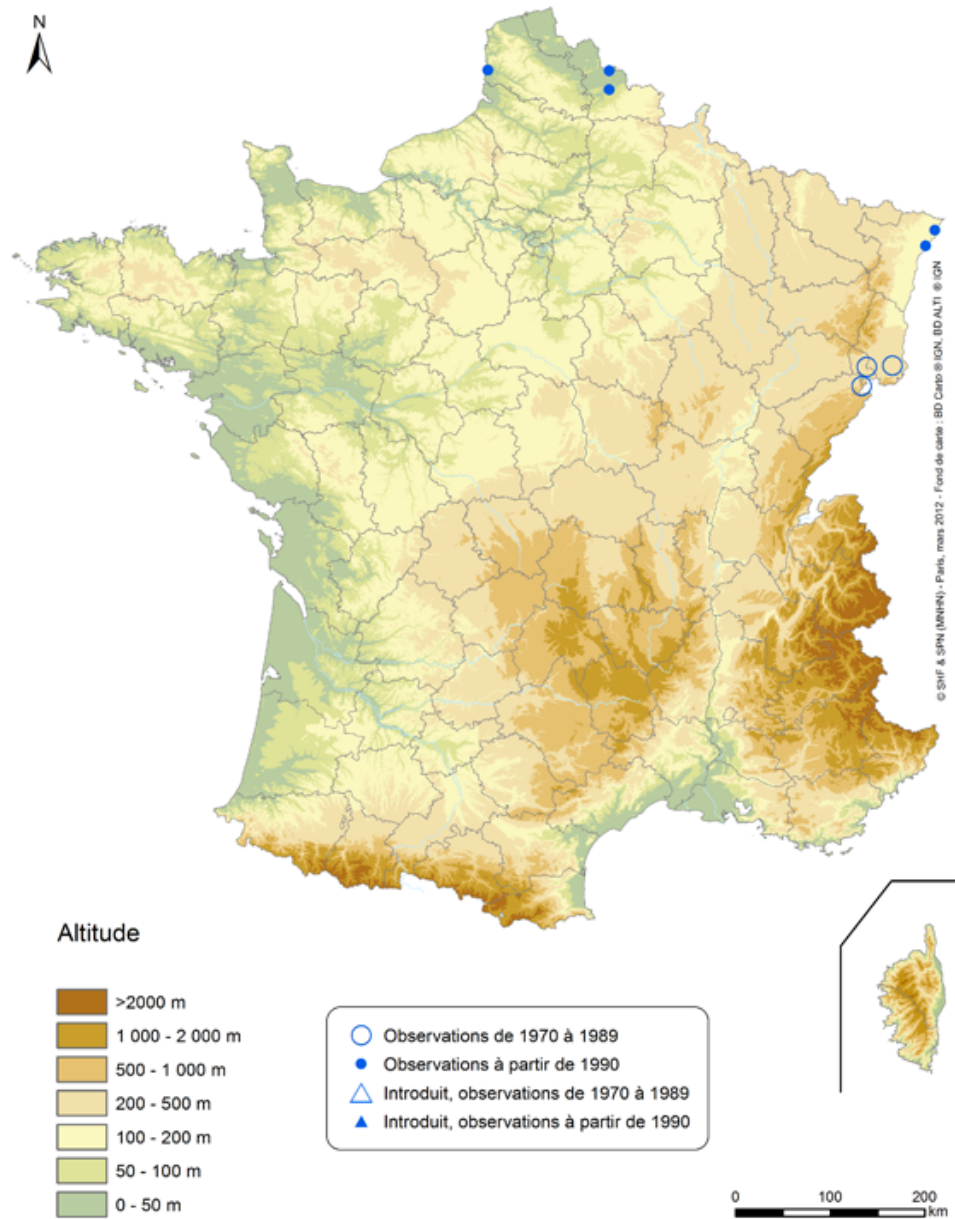 N
© SHF & SPN (MNHN) - Paris, mars 2012 - Fond de carte : BD Carto ® IGN, BD ALTI ® IGN
Altitude
>2000 m
1 000 - 2 000 m
500 - 1 000 m
200 - 500 m
100 - 200 m
50 - 100 m
0 - 50 m
Observations de 1970 à 1989
Observations à partir de 1990
Introduit, observations de 1970 à 1989
Introduit, observations à partir de 1990
0 100 200
km